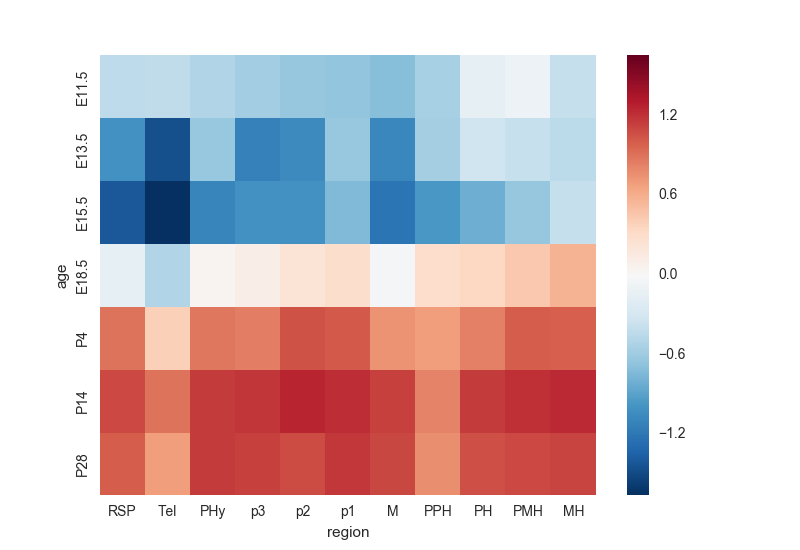 E11.5
E13.5
E15.5
E18.5
P4
P14
P28
age
RSP Tel PHy p3 p2 p1 M PPH PH PMH MH
region
1.2
0.6
0.0
−0.6
−1.2